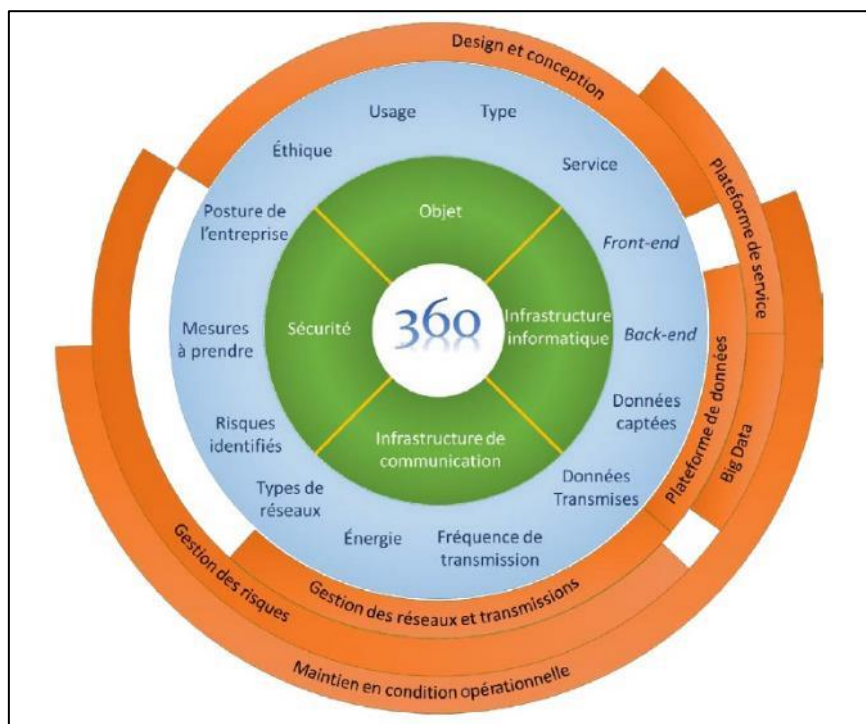 Design et conception
Usage
Type
Éthique
Service
Plateforme de service
Posture de
l'entreprise
Objet
Front-end
Sécurité
360
Infrastructure
informatique
Mesures
à prendre
Back-end
Plateforme de données
Données
captées
Big Data
Risques
identifiés
Infrastructure de
communication
Types de
réseaux
Données
Transmises
Énergie
Fréquence de
transmission
Gestion des risques
Gestion des réseaux et transmissions
Maintien en condition opérationnelle